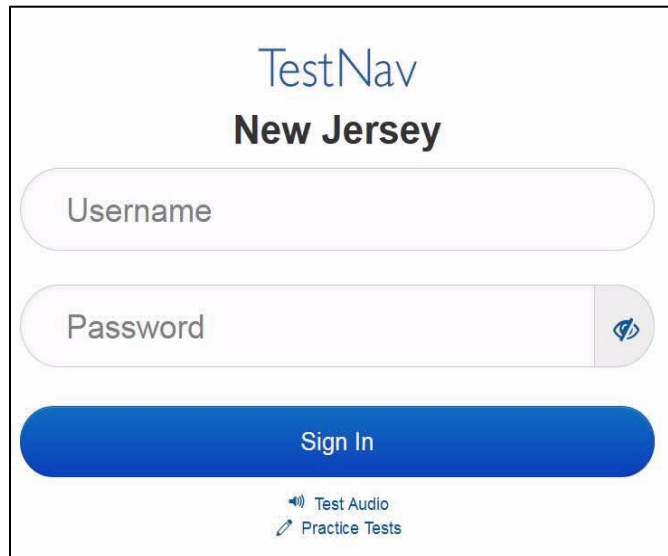 TestNav
New Jersey
Username
Password
Sign In
Test Audio
Practice Tests